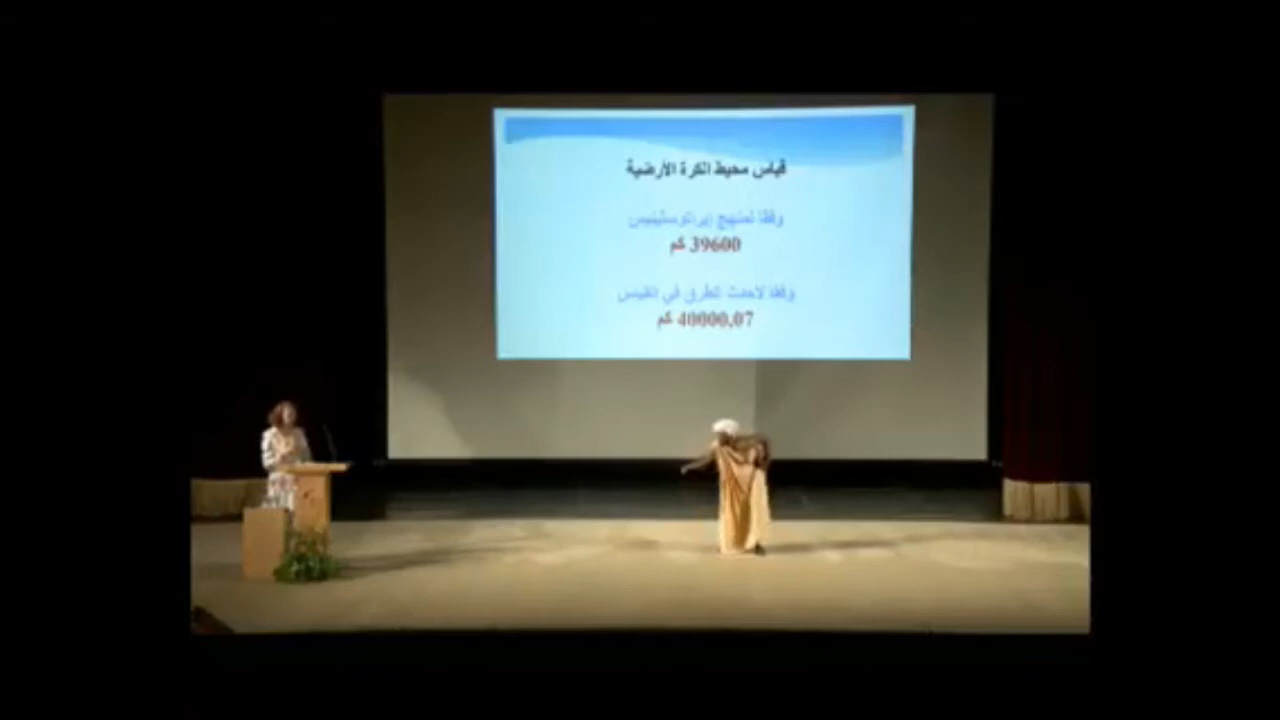 قياس محيط الكرة الأرضية
وفقا لمنهج إيراتوستينيس
39600 كم
وفقا لأحدث الطرق في القياس
40000,07 كم